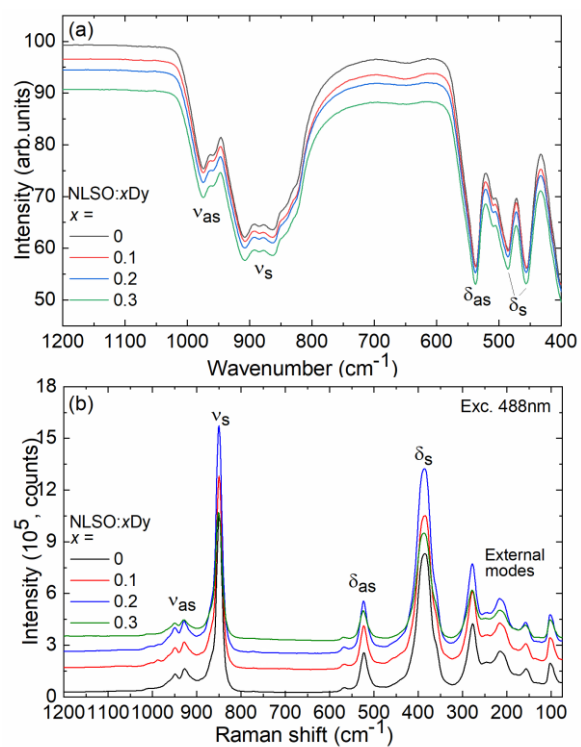 (a)
100
90
80
70
60
50
Intensity (arb.units)
NLSO:xDy
x =
0
0.1
0.2
0.3
νas
νs
δas
δs
1200 1100 1000 900 800 700 600 500 400
Wavenumber (cm-1)
(b)
Exc. 488nm
18
15
12
9
6
3
0
Intensity (10⁵, counts)
νs
δs
NLSO:xDy
x =
0
0.1
0.2
0.3
νas
δas
External
modes
1200 1100 1000 900 800 700 600 500 400 300 200 100
Raman shift (cm-1)